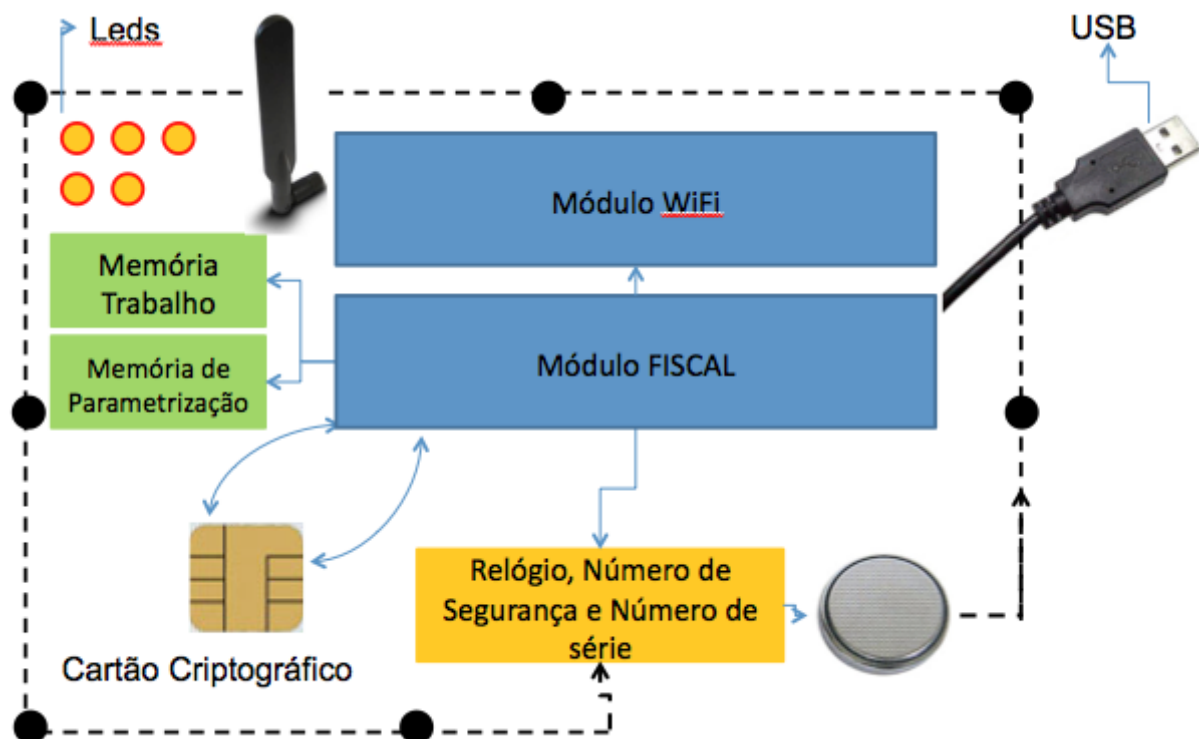 Leds
USB
Módulo WiFi
Memória
Trabalho
Módulo FISCAL
Memória de
Parametrização
Relógio, Número de
Segurança e Número de
série
Cartão Criptográfico